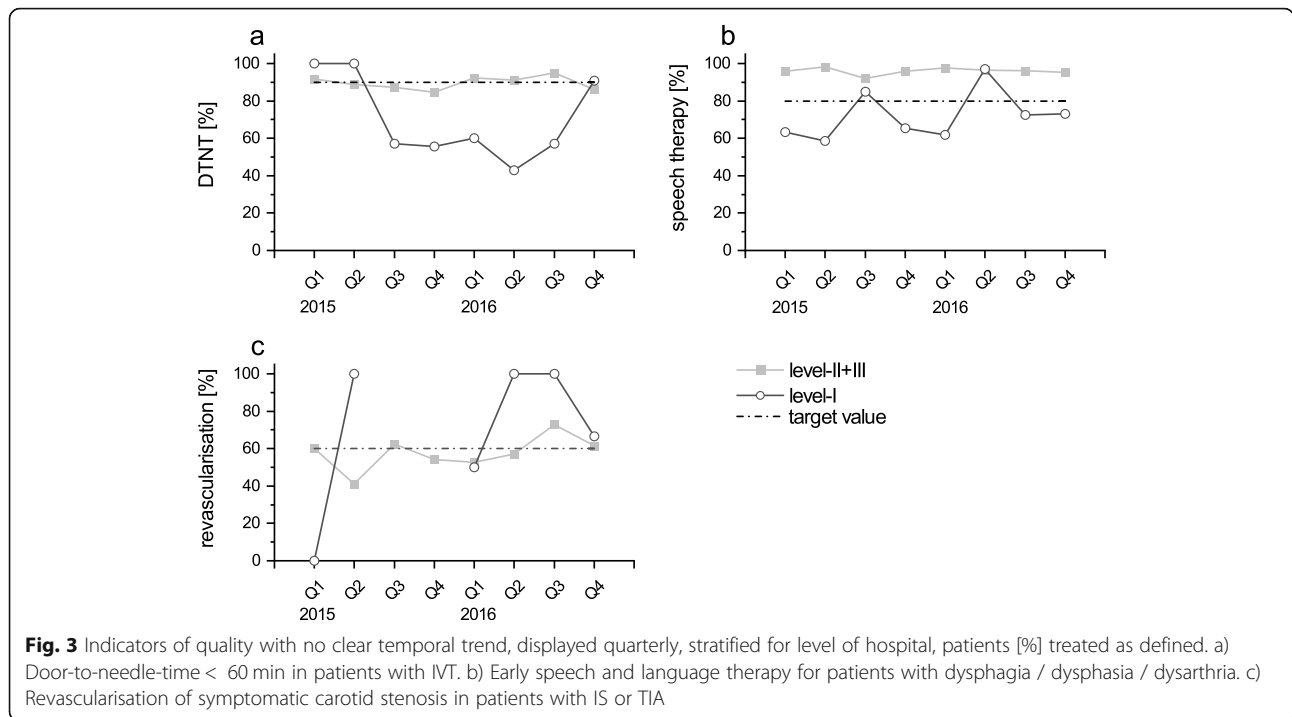 a
DTNT [%]
100
80
60
40
20
0
Q1 Q2 Q3 Q4 Q1 Q2 Q3 Q4
2015 2016
b
speech therapy [%]
100
80
60
40
20
0
Q1 Q2 Q3 Q4 Q1 Q2 Q3 Q4
2015 2016
c
revascularisation [%]
100
80
60
40
20
0
Q1 Q2 Q3 Q4 Q1 Q2 Q3 Q4
2015 2016
level-II+III
level-I
target value
Fig. 3 Indicators of quality with no clear temporal trend, displayed quarterly, stratified for level of hospital, patients [%] treated as defined. a)
Door-to-needle-time < 60 min in patients with IVT. b) Early speech and language therapy for patients with dysphagia / dysphasia / dysarthria. c)
Revascularisation of symptomatic carotid stenosis in patients with IS or TIA